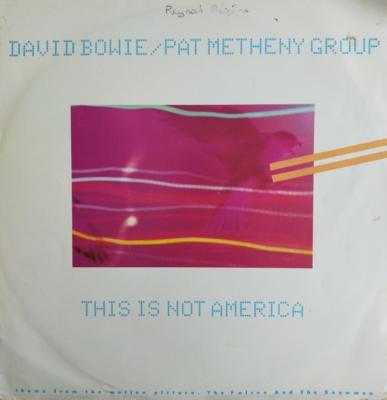 DAVID BOWIE/PAT METHENY GROUP
THIS IS NOT AMERICA
theme from the motion picture, The Falcon And The Snowman